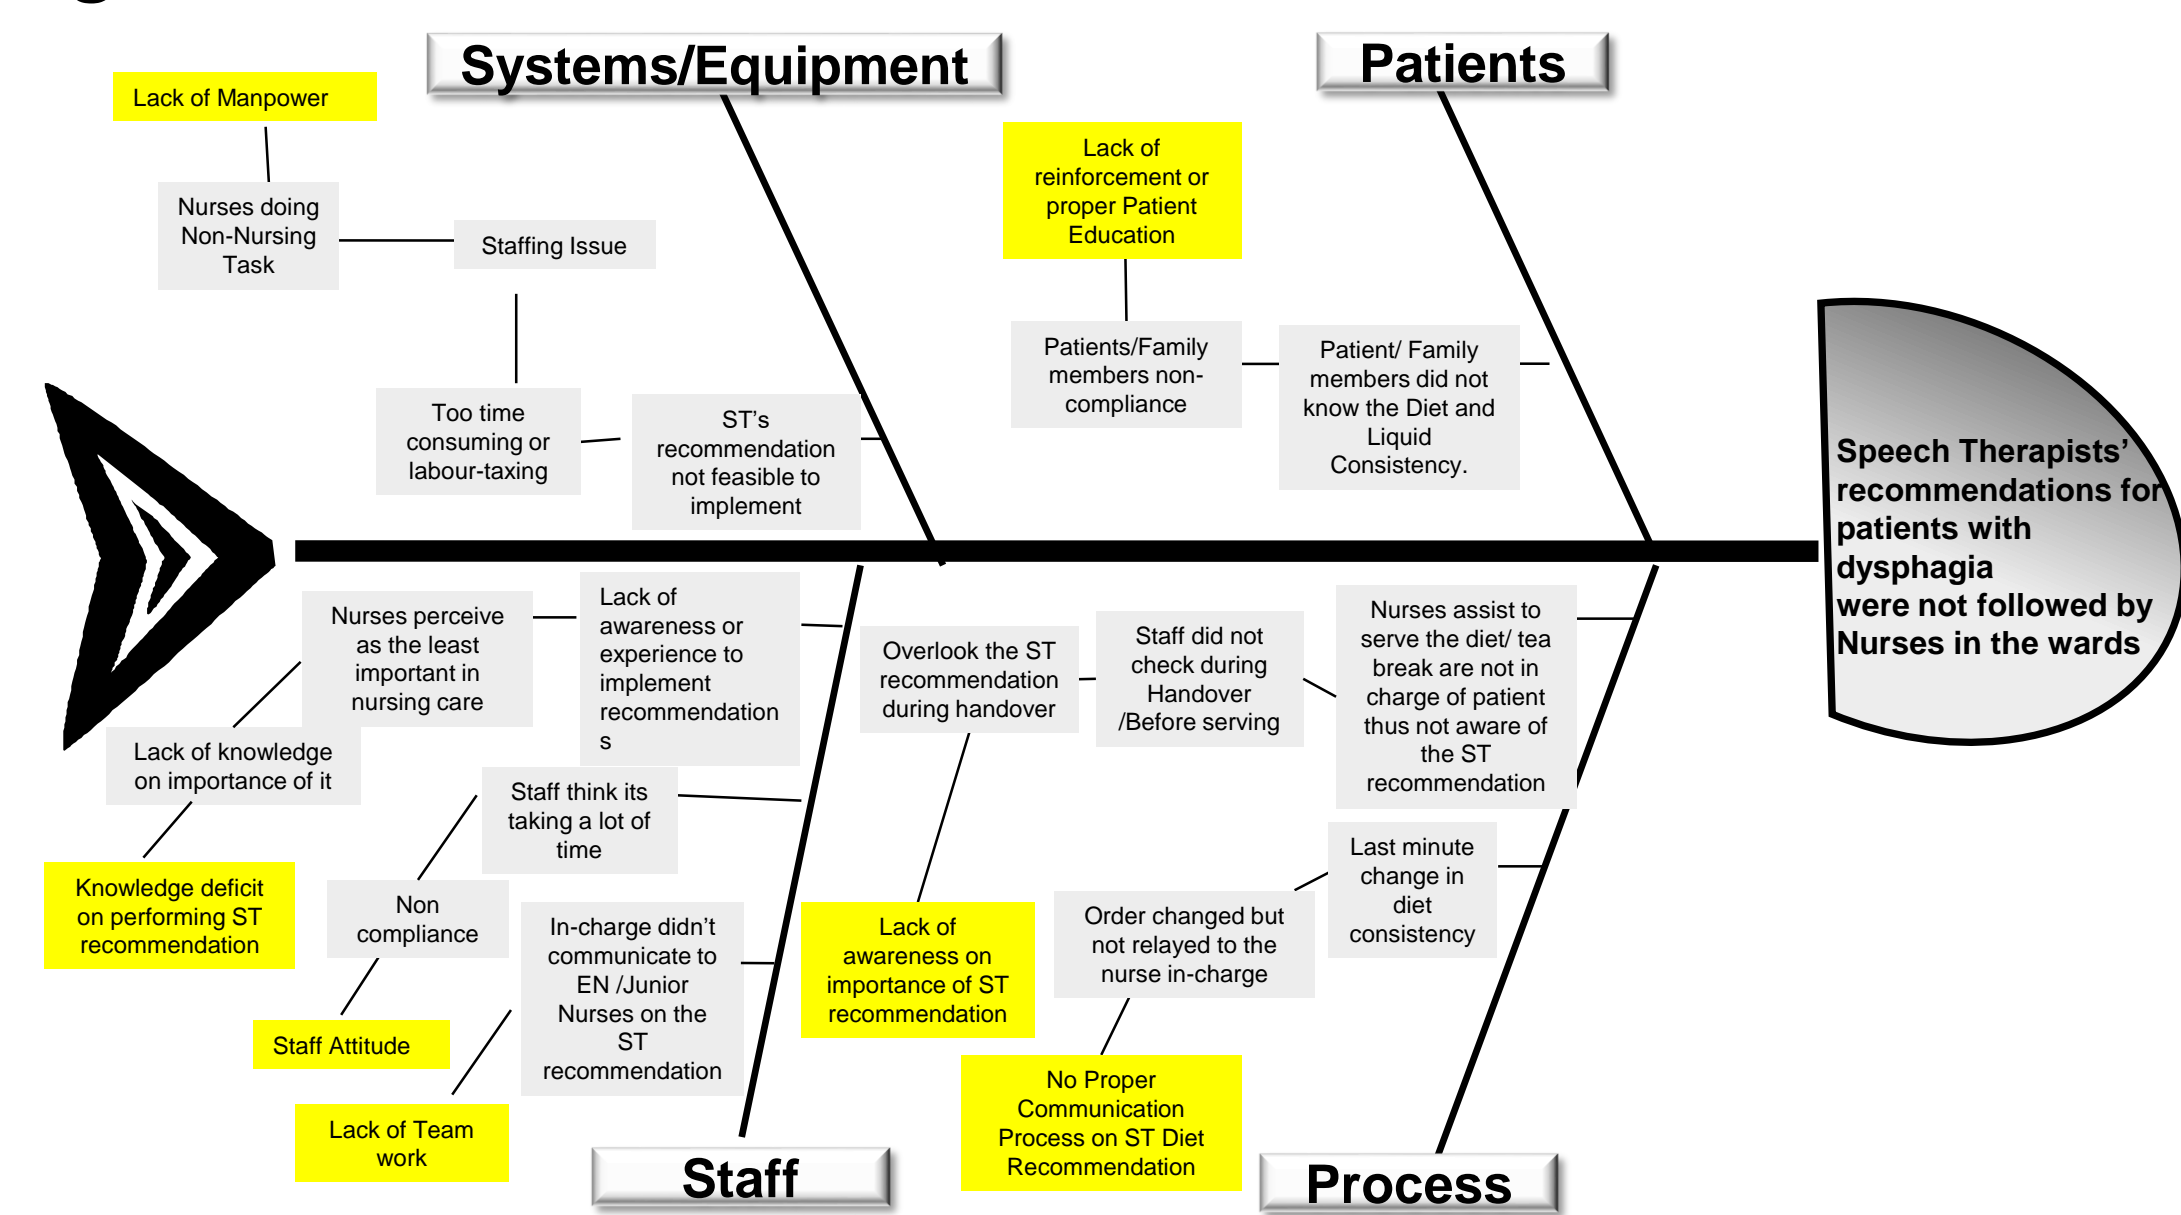 Systems/Equipment
Patients
Lack of Manpower
Nurses doing
Non-Nursing
Task
Staffing Issue
Too time
consuming or
labour-taxing
ST’s
recommendation
not feasible to
implement
Lack of
reinforcement or
proper Patient
Education
Patients/Family
members non-
compliance
Patient/ Family
members did not
know the Diet and
Liquid
Consistency.
Speech Therapists’
recommendations for
patients with
dysphagia
were not followed by
Nurses in the wards
Nurses perceive
as the least
important in
nursing care
Lack of
awareness or
experience to
implement
recommendation
s
Lack of knowledge
on importance of it
Knowledge deficit
on performing ST
recommendation
Staff think its
taking a lot of
time
Non
compliance
Staff Attitude
In-charge didn’t
communicate to
EN /Junior
Nurses on the
ST
recommendation
Lack of Team
work
Overlook the ST
recommendation
during handover
Staff did not
check during
Handover
/Before serving
Nurses assist to
serve the diet/ tea
break are not in
charge of patient
thus not aware of
the ST
recommendation
Lack of
awareness on
importance of ST
recommendation
Last minute
change in
diet
consistency
Order changed but
not relayed to the
nurse in-charge
No Proper
Communication
Process on ST Diet
Recommendation
Staff
Process